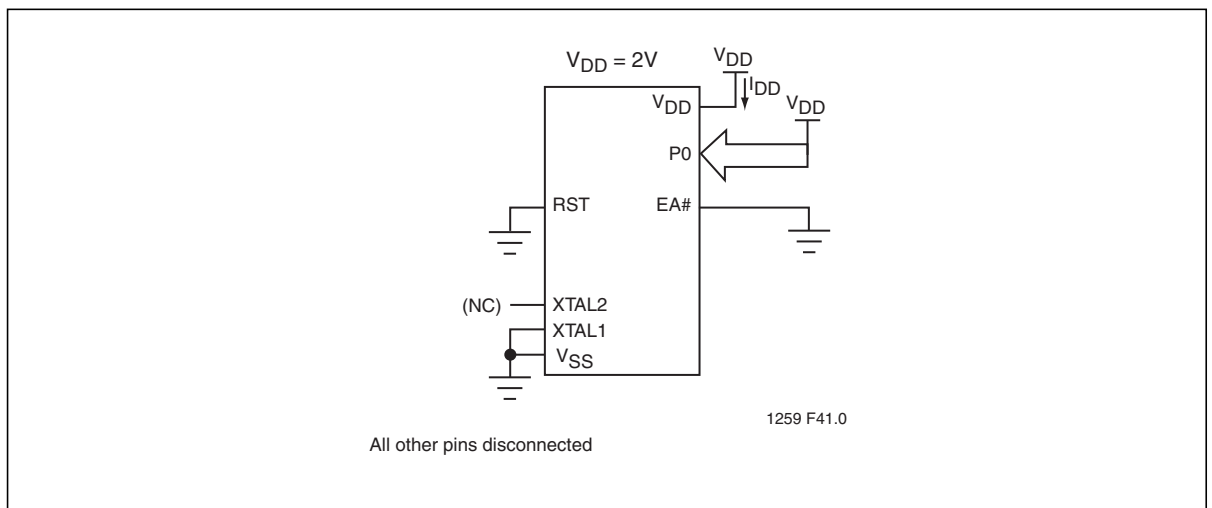 V_DD = 2V
V_DD
I_DD
V_DD
V_DD
P0
RST
EA#
(NC)
XTAL2
XTAL1
V_SS
1259 F41.0
All other pins disconnected